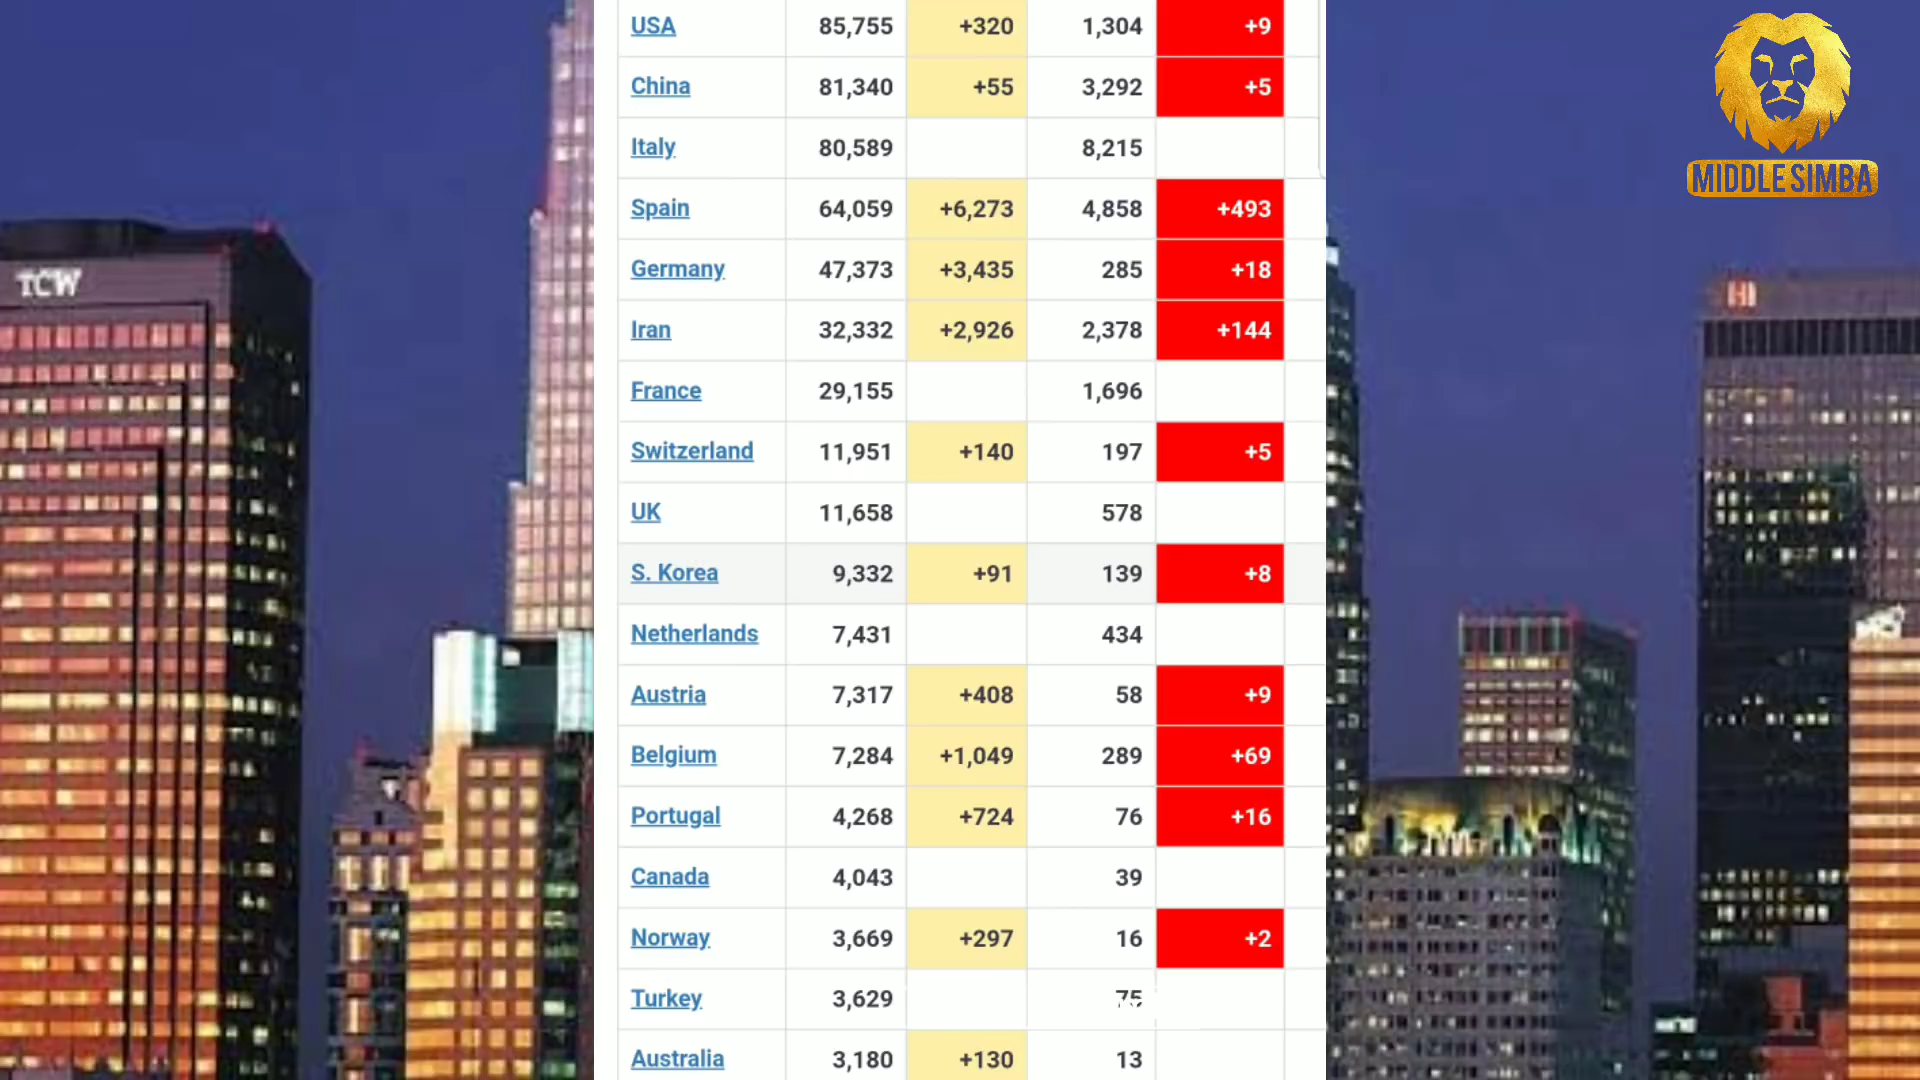 USA 85,755 +320 1,304 +9
China 81,340 +55 3,292 +5
Italy 80,589 8,215
Spain 64,059 +6,273 4,858 +493
Germany 47,373 +3,435 285 +18
Iran 32,332 +2,926 2,378 +144
France 29,155 1,696
Switzerland 11,951 +140 197 +5
UK 11,658 578
S. Korea 9,332 +91 139 +8
Netherlands 7,431 434
Austria 7,317 +408 58 +9
Belgium 7,284 +1,049 289 +69
Portugal 4,268 +724 76 +16
Canada 4,043 39
Norway 3,669 +297 16 +2
Turkey 3,629 75
Australia 3,180 +130 13
MIDDLE SIMBA
TCW
HI